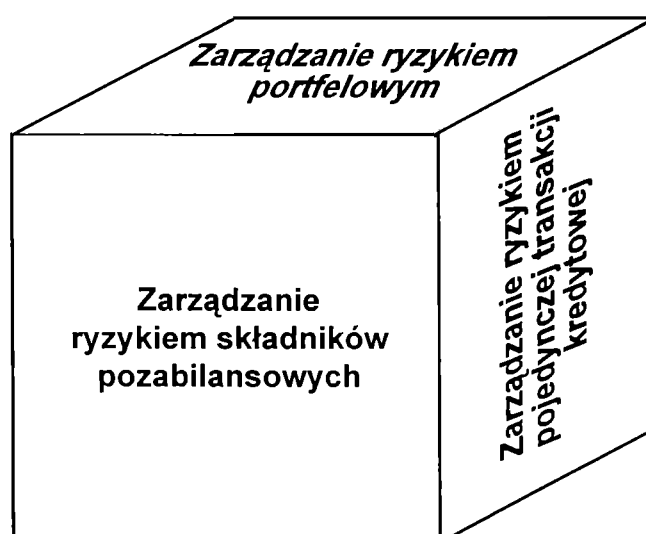 Zarządzanie ryzykiem
portfelowym
Zarządzanie
ryzykiem składników
pozabilansowych
Zarządzanie ryzykiem
pojedynczej transakcji
kredytowej